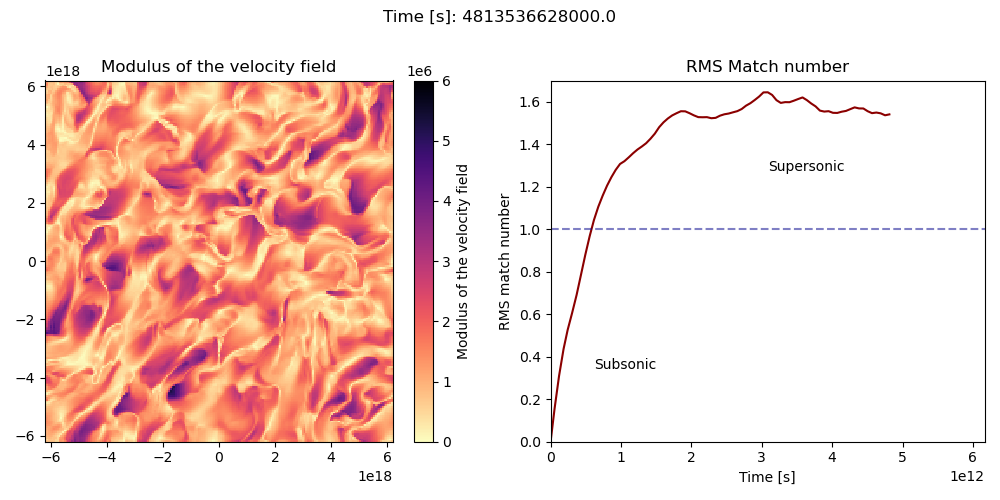 Time [s]: 4813536628000.0
Modulus of the velocity field
1e18
6
4
2
0
−2
−4
−6
−6 −4 −2 0 2 4 6
1e18
1e6
6
5
4
3
2
1
0
Modulus of the velocity field
RMS Match number
RMS match number
1.6
1.4
1.2
1.0
0.8
0.6
0.4
0.2
0.0
Supersonic
Subsonic
0 1 2 3 4 5 6
Time [s]
1e12